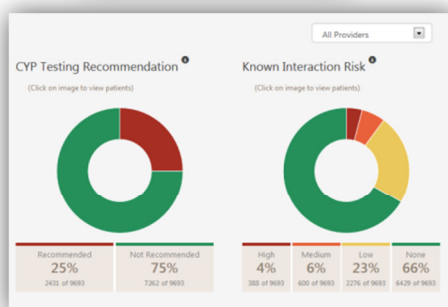 All Providers
CYP Testing Recommendation
(Click on image to view patients)
Recommended
25%
2431 of 9693
Not Recommended
75%
7262 of 9693
Known Interaction Risk
(Click on image to view patients)
High
4%
388 of 9693
Medium
6%
600 of 9693
Low
23%
2276 of 9693
None
66%
6429 of 9693